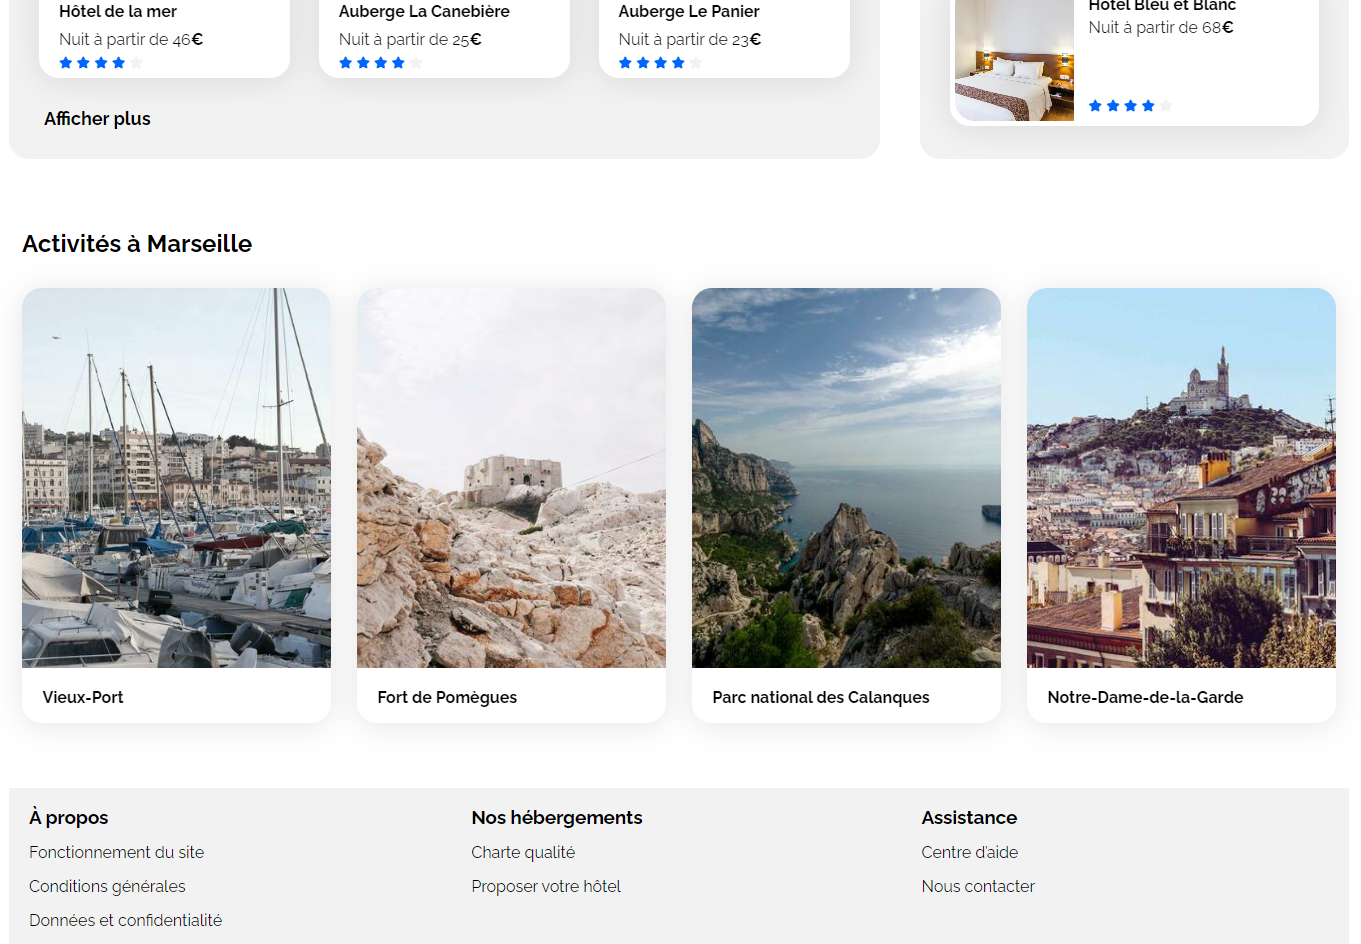 Hôtel de la mer
Nuit à partir de 46€
Auberge La Canebière
Nuit à partir de 25€
Auberge Le Panier
Nuit à partir de 23€
Afficher plus
Hôtel Bleu et Blanc
Nuit à partir de 68€
Activités à Marseille
Vieux-Port
Fort de Pomègues
Parc national des Calanques
Notre-Dame-de-la-Garde
À propos
Fonctionnement du site
Conditions générales
Données et confidentialité
Nos hébergements
Charte qualité
Proposer votre hôtel
Assistance
Centre d'aide
Nous contacter